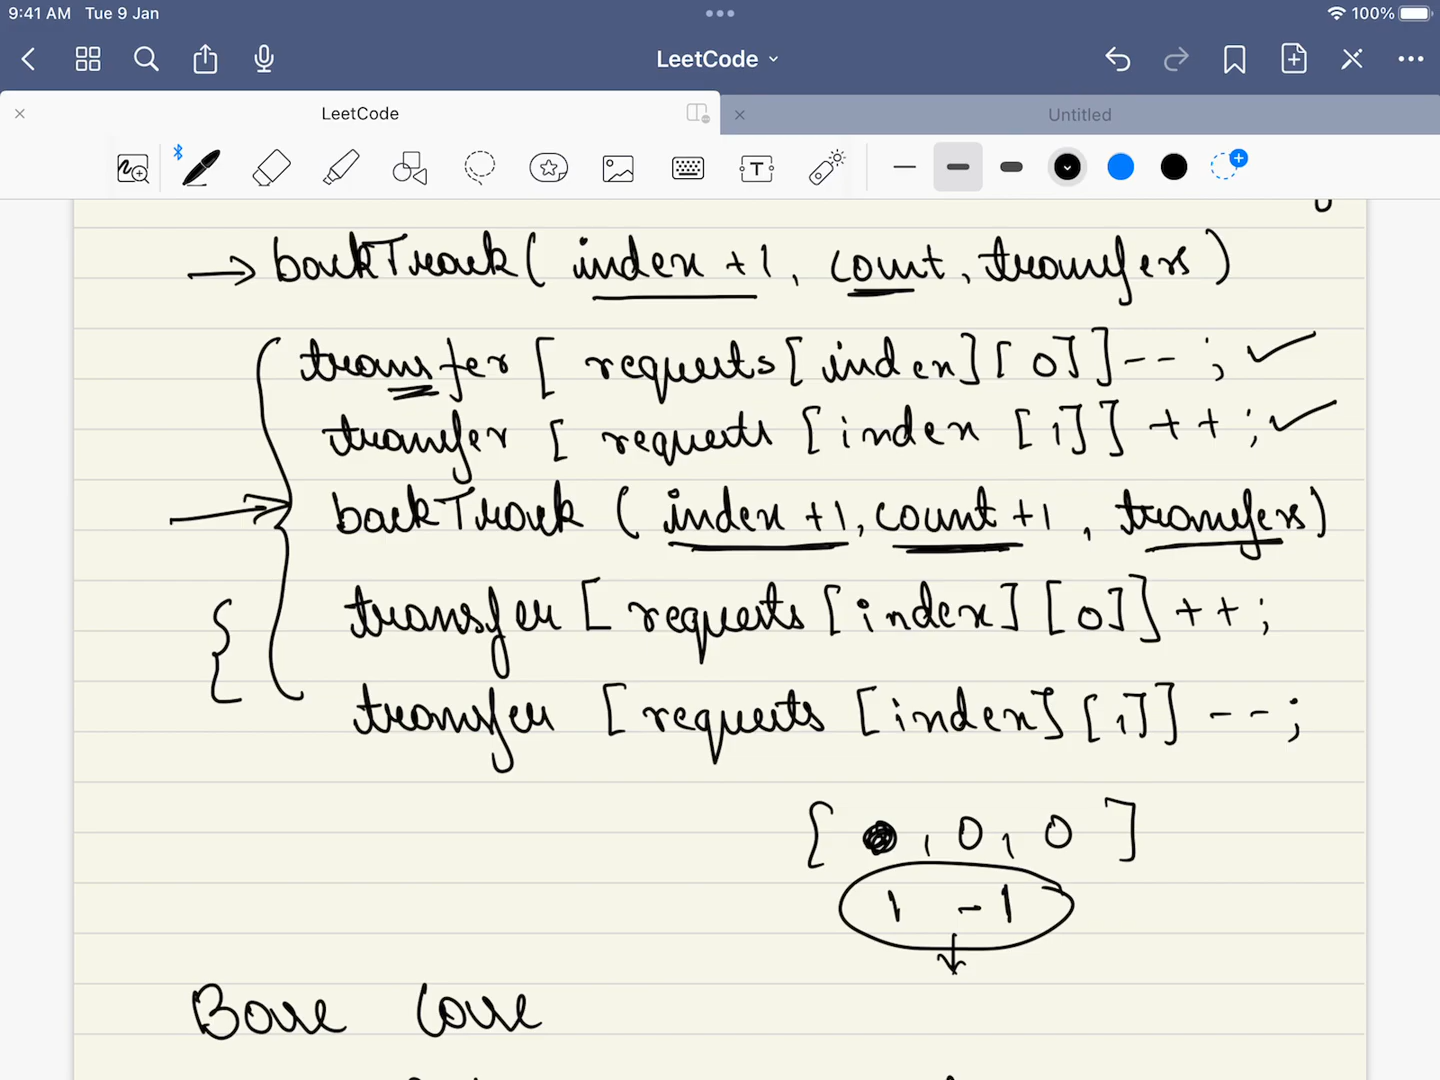 9:41 AM Tue 9 Jan
100%
LeetCode
LeetCode
Untitled
T
→ backTrack( index +1, count, transfers)
transfer [ requests [ index ] [ 0 ] ] -- ; ✓
transfer [ requests [ index [ 1 ] ] ++ ; ✓
→ backTrack ( index +1, count +1, transfers)
transfer [ requests [ index ] [ 0 ] ] ++ ;
transfer [ requests [ index ] [ 1 ] ] -- ;
[ , 0, 0 ]
1 -1
Base Case